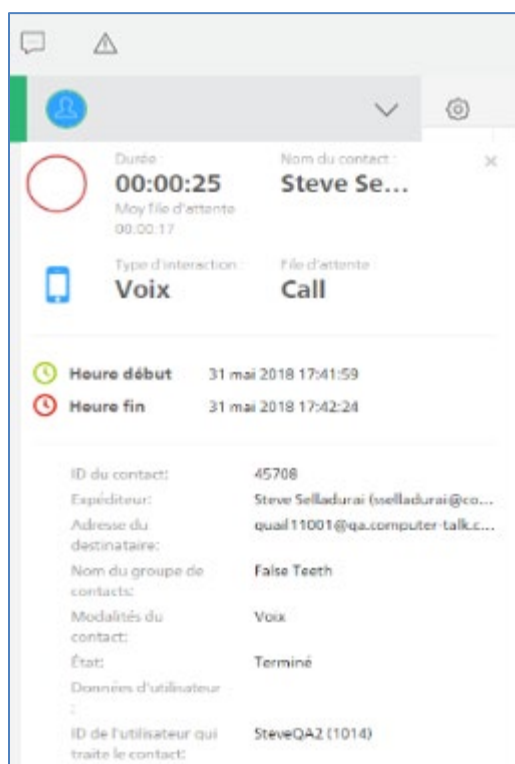 Durée :
Nom du contact :
00:00:25
Steve Se...
Moy file d'attente
00:00:17
Type d'interaction :
File d'attente
Voix
Call
Heure début 31 mai 2018 17:41:59
Heure fin 31 mai 2018 17:42:24
ID du contact: 45708
Expéditeur: Steve Selladurai (sselladurai@co...
Adresse du quail11001@qa.computer-talk.c...
destinataire:
Nom du groupe de False Teeth
contacts:
Modalités du Voix
contact:
État: Terminé
Données d'utilisateur
:
ID de l'utilisateur qui SteveQA2 (1014)
traite le contact: